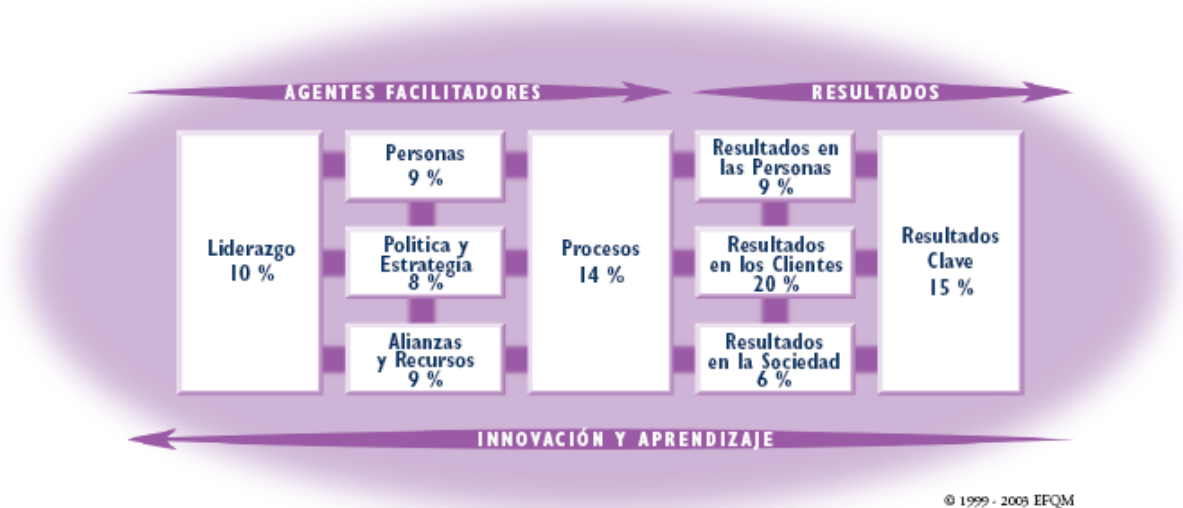 AGENTES FACILITADORES
RESULTADOS
Liderazgo
10 %
Personas
9 %
Politica y
Estrategia
8 %
Alianzas
y Recursos
9 %
Procesos
14 %
Resultados en
las Personas
9 %
Resultados
en los Clientes
20 %
Resultados
en la Sociedad
6 %
Resultados
Clave
15 %
INNOVACIÓN Y APRENDIZAJE
© 1999 - 2003 EFQM